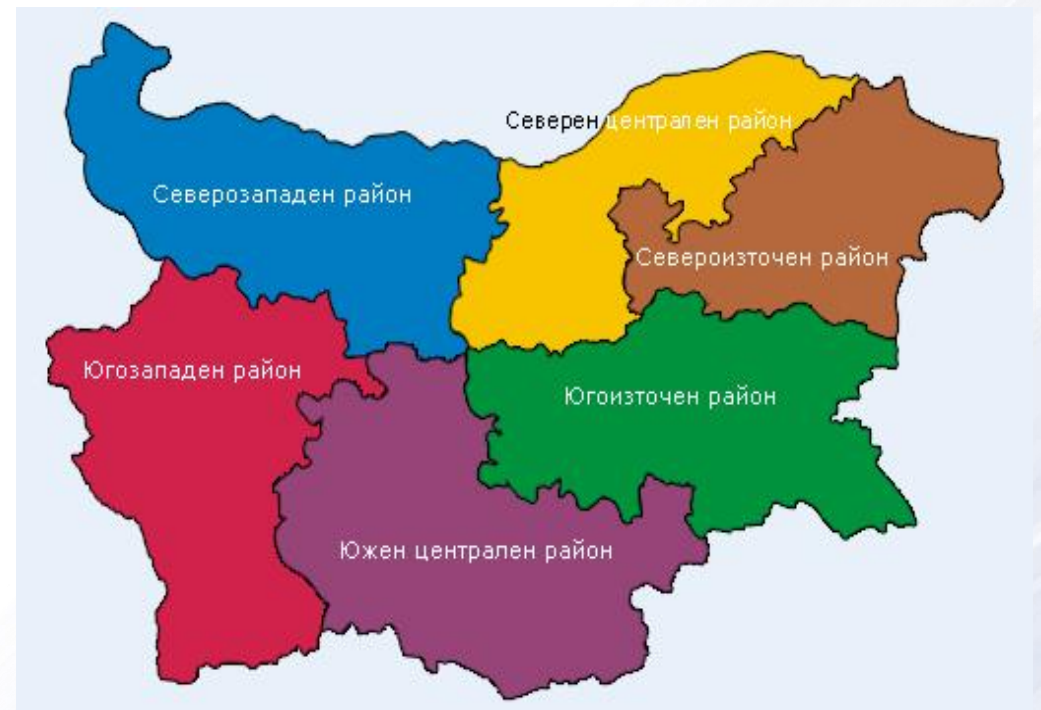 Северен централен район
Северозападен район
Североизточен район
Югозападен район
Югоизточен район
Южен централен район